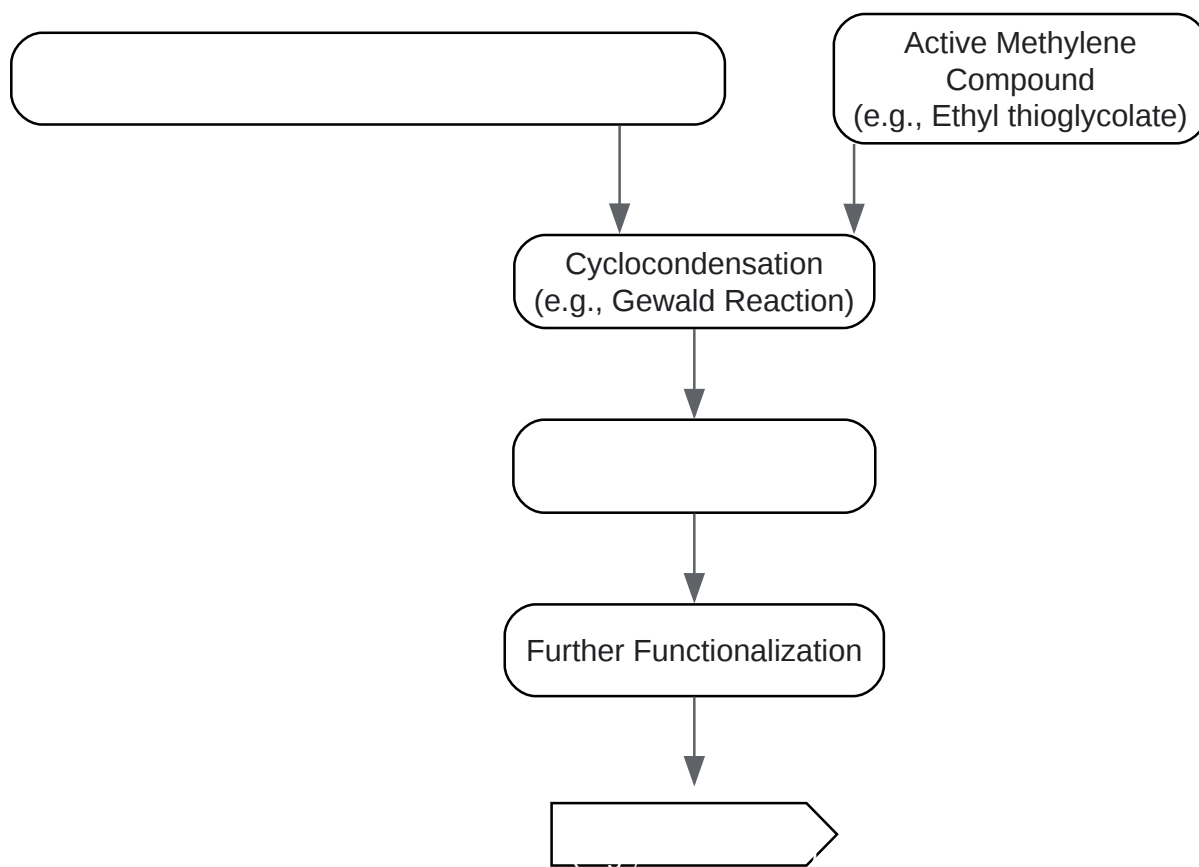 Active Methylene
Compound
(e.g., Ethyl thioglycolate)
Cyclocondensation
(e.g., Gewald Reaction)
Further Functionalization